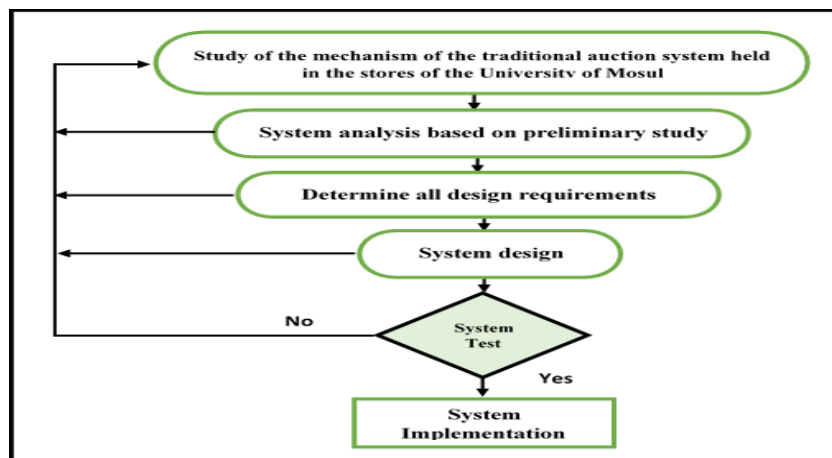 Study of the mechanism of the traditional auction system held
in the stores of the Universitv of Mosul
System analysis based on preliminary study
Determine all design requirements
System design
System
Test
No
Yes
System
Implementation